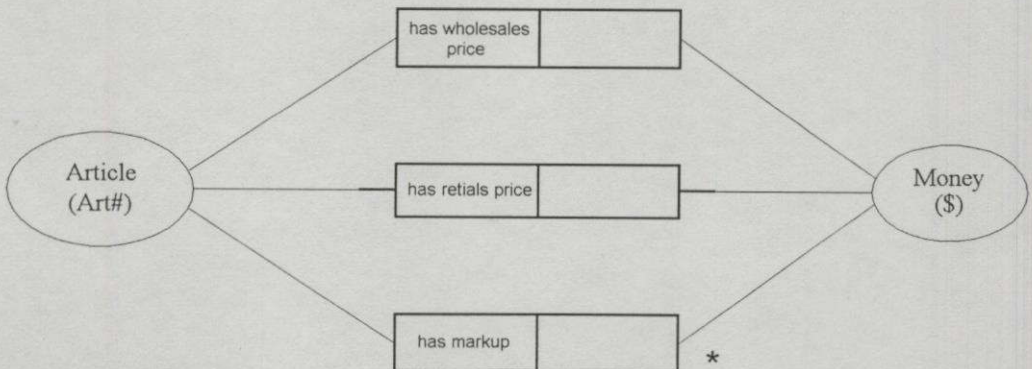 has wholesales
price
Article
(Art#)
has retials price
Money
($)
has markup
*